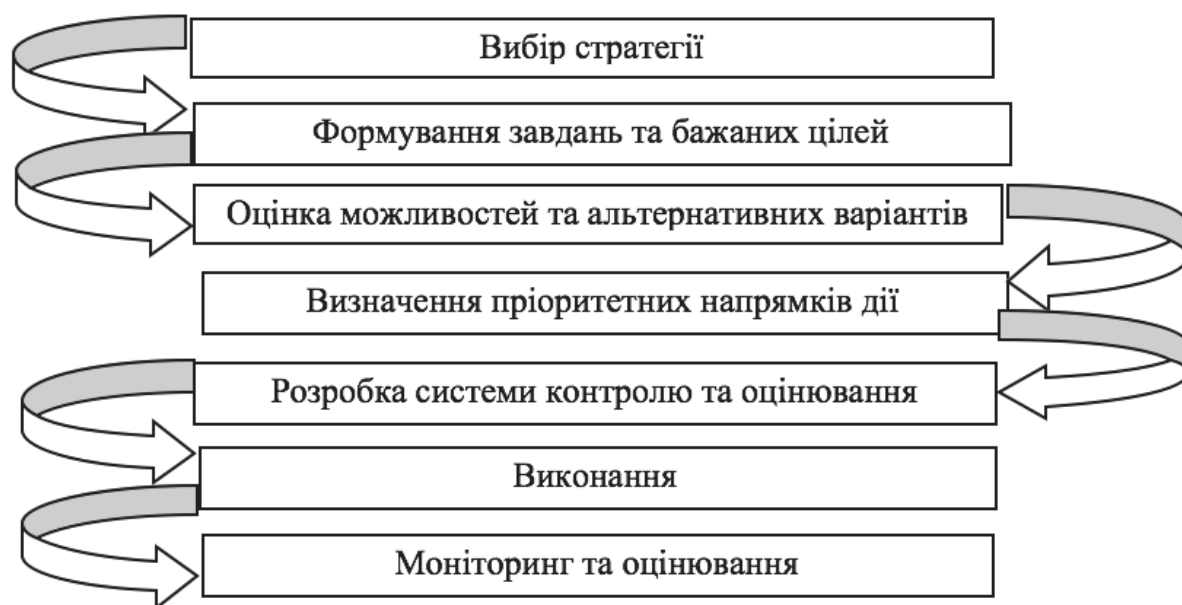 Вибір стратегії
Формування завдань та бажаних цілей
Оцінка можливостей та альтернативних варіантів
Визначення пріоритетних напрямків дії
Розробка системи контролю та оцінювання
Виконання
Моніторинг та оцінювання